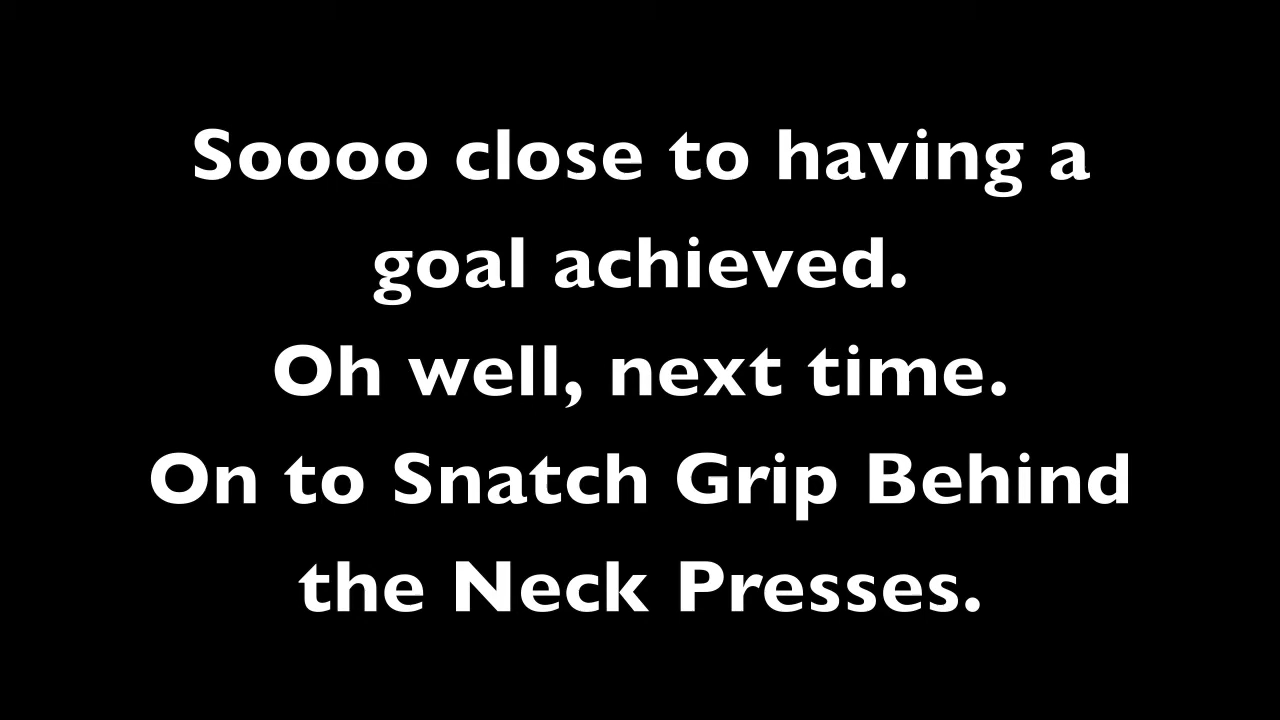 Soooo close to having a
goal achieved.
Oh well, next time.
On to Snatch Grip Behind
the Neck Presses.